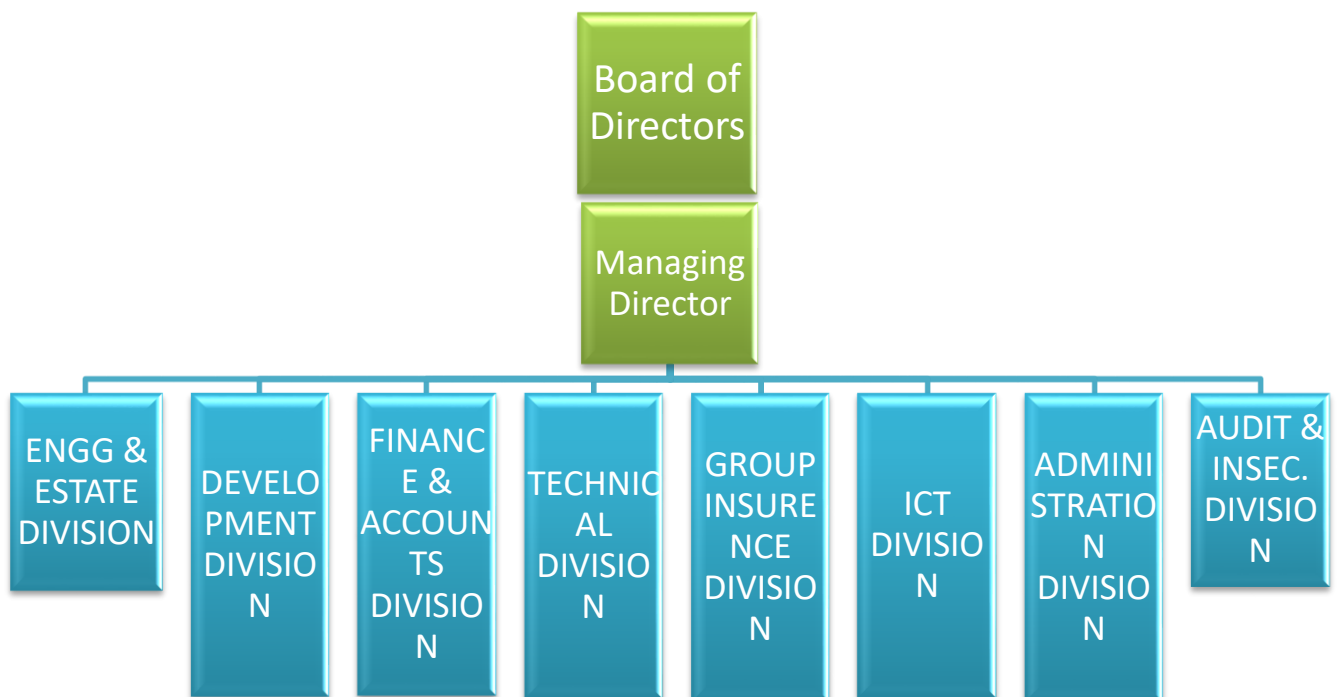 Board of
Directors
Managing
Director
ENGG &
ESTATE
DIVISION
DEVELO
PMENT
DIVISIO
N
FINANC
E &
ACCOUN
TS
DIVISIO
N
TECHNIC
AL
DIVISIO
N
GROUP
INSURE
NCE
DIVISIO
N
ICT
DIVISIO
N
ADMINI
STRATIO
N
DIVISIO
N
AUDIT &
INSEC.
DIVISIO
N